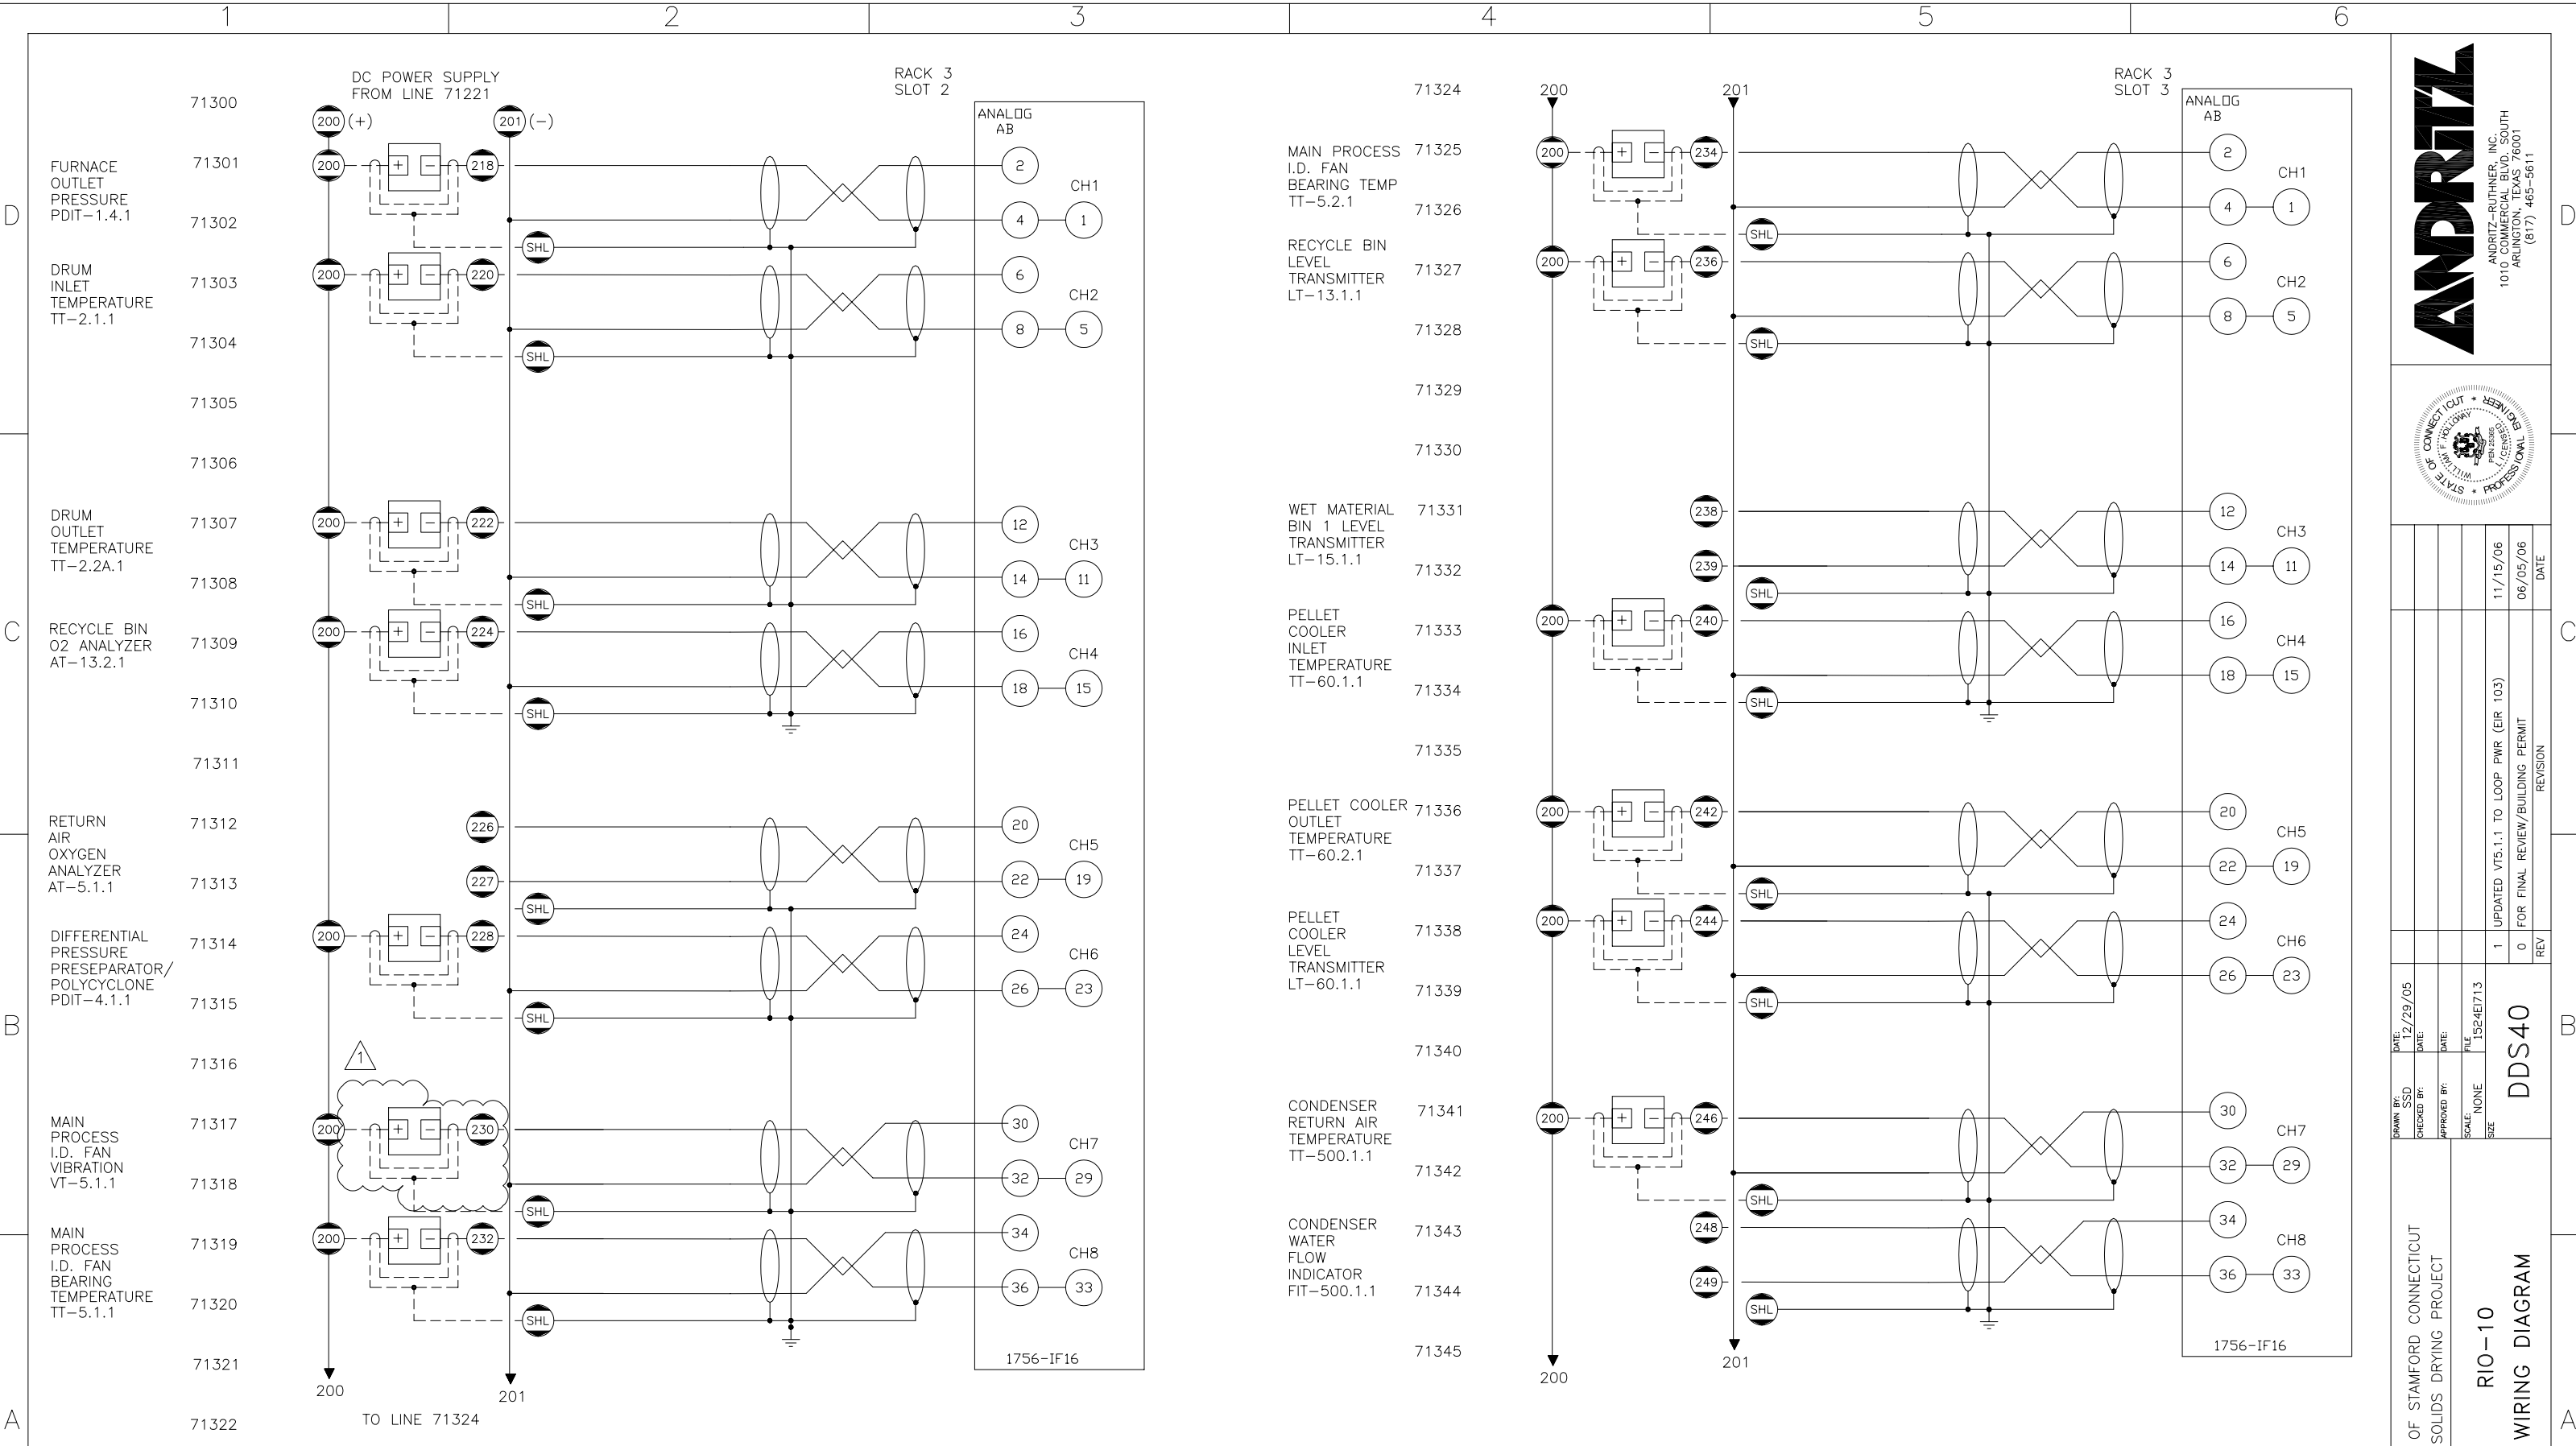 1 2 3 4 5 6
D
C
B
A
DC POWER SUPPLY
FROM LINE 71221
RACK 3
SLOT 2
ANALOG
AB
71300
200 (+) 201 (-)
FURNACE
OUTLET
PRESSURE
PDIT-1.4.1
71301
200 + - 218 2
CH1
71302
4 1
SHL
DRUM
INLET
TEMPERATURE
TT-2.1.1
71303
200 + - 220 6
CH2
8 5
71304
SHL
71305
71306
DRUM
OUTLET
TEMPERATURE
TT-2.2A.1
71307
200 + - 222 12
CH3
71308
14 11
SHL
RECYCLE BIN
O2 ANALYZER
AT-13.2.1
71309
200 + - 224 16
CH4
18 15
71310
SHL
71311
RETURN
AIR
OXYGEN
ANALYZER
AT-5.1.1
71312
226 20
CH5
71313
227 22 19
SHL
DIFFERENTIAL
PRESSURE
PRESEPARATOR/
POLYCYCLONE
PDIT-4.1.1
71314
200 + - 228 24
CH6
71315
26 23
SHL
71316
1
MAIN
PROCESS
I.D. FAN
VIBRATION
VT-5.1.1
71317
200 + - 230 30
CH7
71318
32 29
SHL
MAIN
PROCESS
I.D. FAN
BEARING
TEMPERATURE
TT-5.1.1
71319
200 + - 232 34
CH8
36 33
71320
SHL
71321
1756-IF16
200 201
TO LINE 71324
71322
71324
200 201
RACK 3
SLOT 3
ANALOG
AB
MAIN PROCESS
I.D. FAN
BEARING TEMP
TT-5.2.1
71325
200 + - 234 2
CH1
71326
4 1
SHL
RECYCLE BIN
LEVEL
TRANSMITTER
LT-13.1.1
71327
200 + - 236 6
CH2
8 5
71328
SHL
71329
71330
WET MATERIAL
BIN 1 LEVEL
TRANSMITTER
LT-15.1.1
71331
238 12
CH3
71332
239 14 11
SHL
PELLET
COOLER
INLET
TEMPERATURE
TT-60.1.1
71333
200 + - 240 16
CH4
18 15
71334
SHL
71335
PELLET COOLER
OUTLET
TEMPERATURE
TT-60.2.1
71336
200 + - 242 20
CH5
71337
22 19
SHL
PELLET
COOLER
LEVEL
TRANSMITTER
LT-60.1.1
71338
200 + - 244 24
CH6
71339
26 23
SHL
71340
CONDENSER
RETURN AIR
TEMPERATURE
TT-500.1.1
71341
200 + - 246 30
CH7
71342
32 29
SHL
CONDENSER
WATER
FLOW
INDICATOR
FIT-500.1.1
71343
248 34
CH8
71344
249 36 33
SHL
71345
1756-IF16
200 201
ANDRITZ
ANDRITZ-RUTHNER, INC.
1010 COMMERCIAL BLVD. SOUTH
ARLINGTON, TEXAS 76001
(817) 465-5611
STATE OF CONNECTICUT * PROFESSIONAL ENGINEER *
WILLIAM F. HOLLOWAY
LICENSED
1 UPDATED VT5.1.1 TO LOOP PWR (EIR 103) 11/15/06
0 FOR FINAL REVIEW/BUILDING PERMIT 06/05/06
REV REVISION DATE
DRAWN BY: SSD DATE: 12/29/05
CHECKED BY: DATE:
APPROVED BY: DATE:
SCALE: NONE FILE 1524EI713
SIZE
DDS40
OF STAMFORD CONNECTICUT
SOLIDS DRYING PROJECT
RIO-10
WIRING DIAGRAM
D
C
B
A